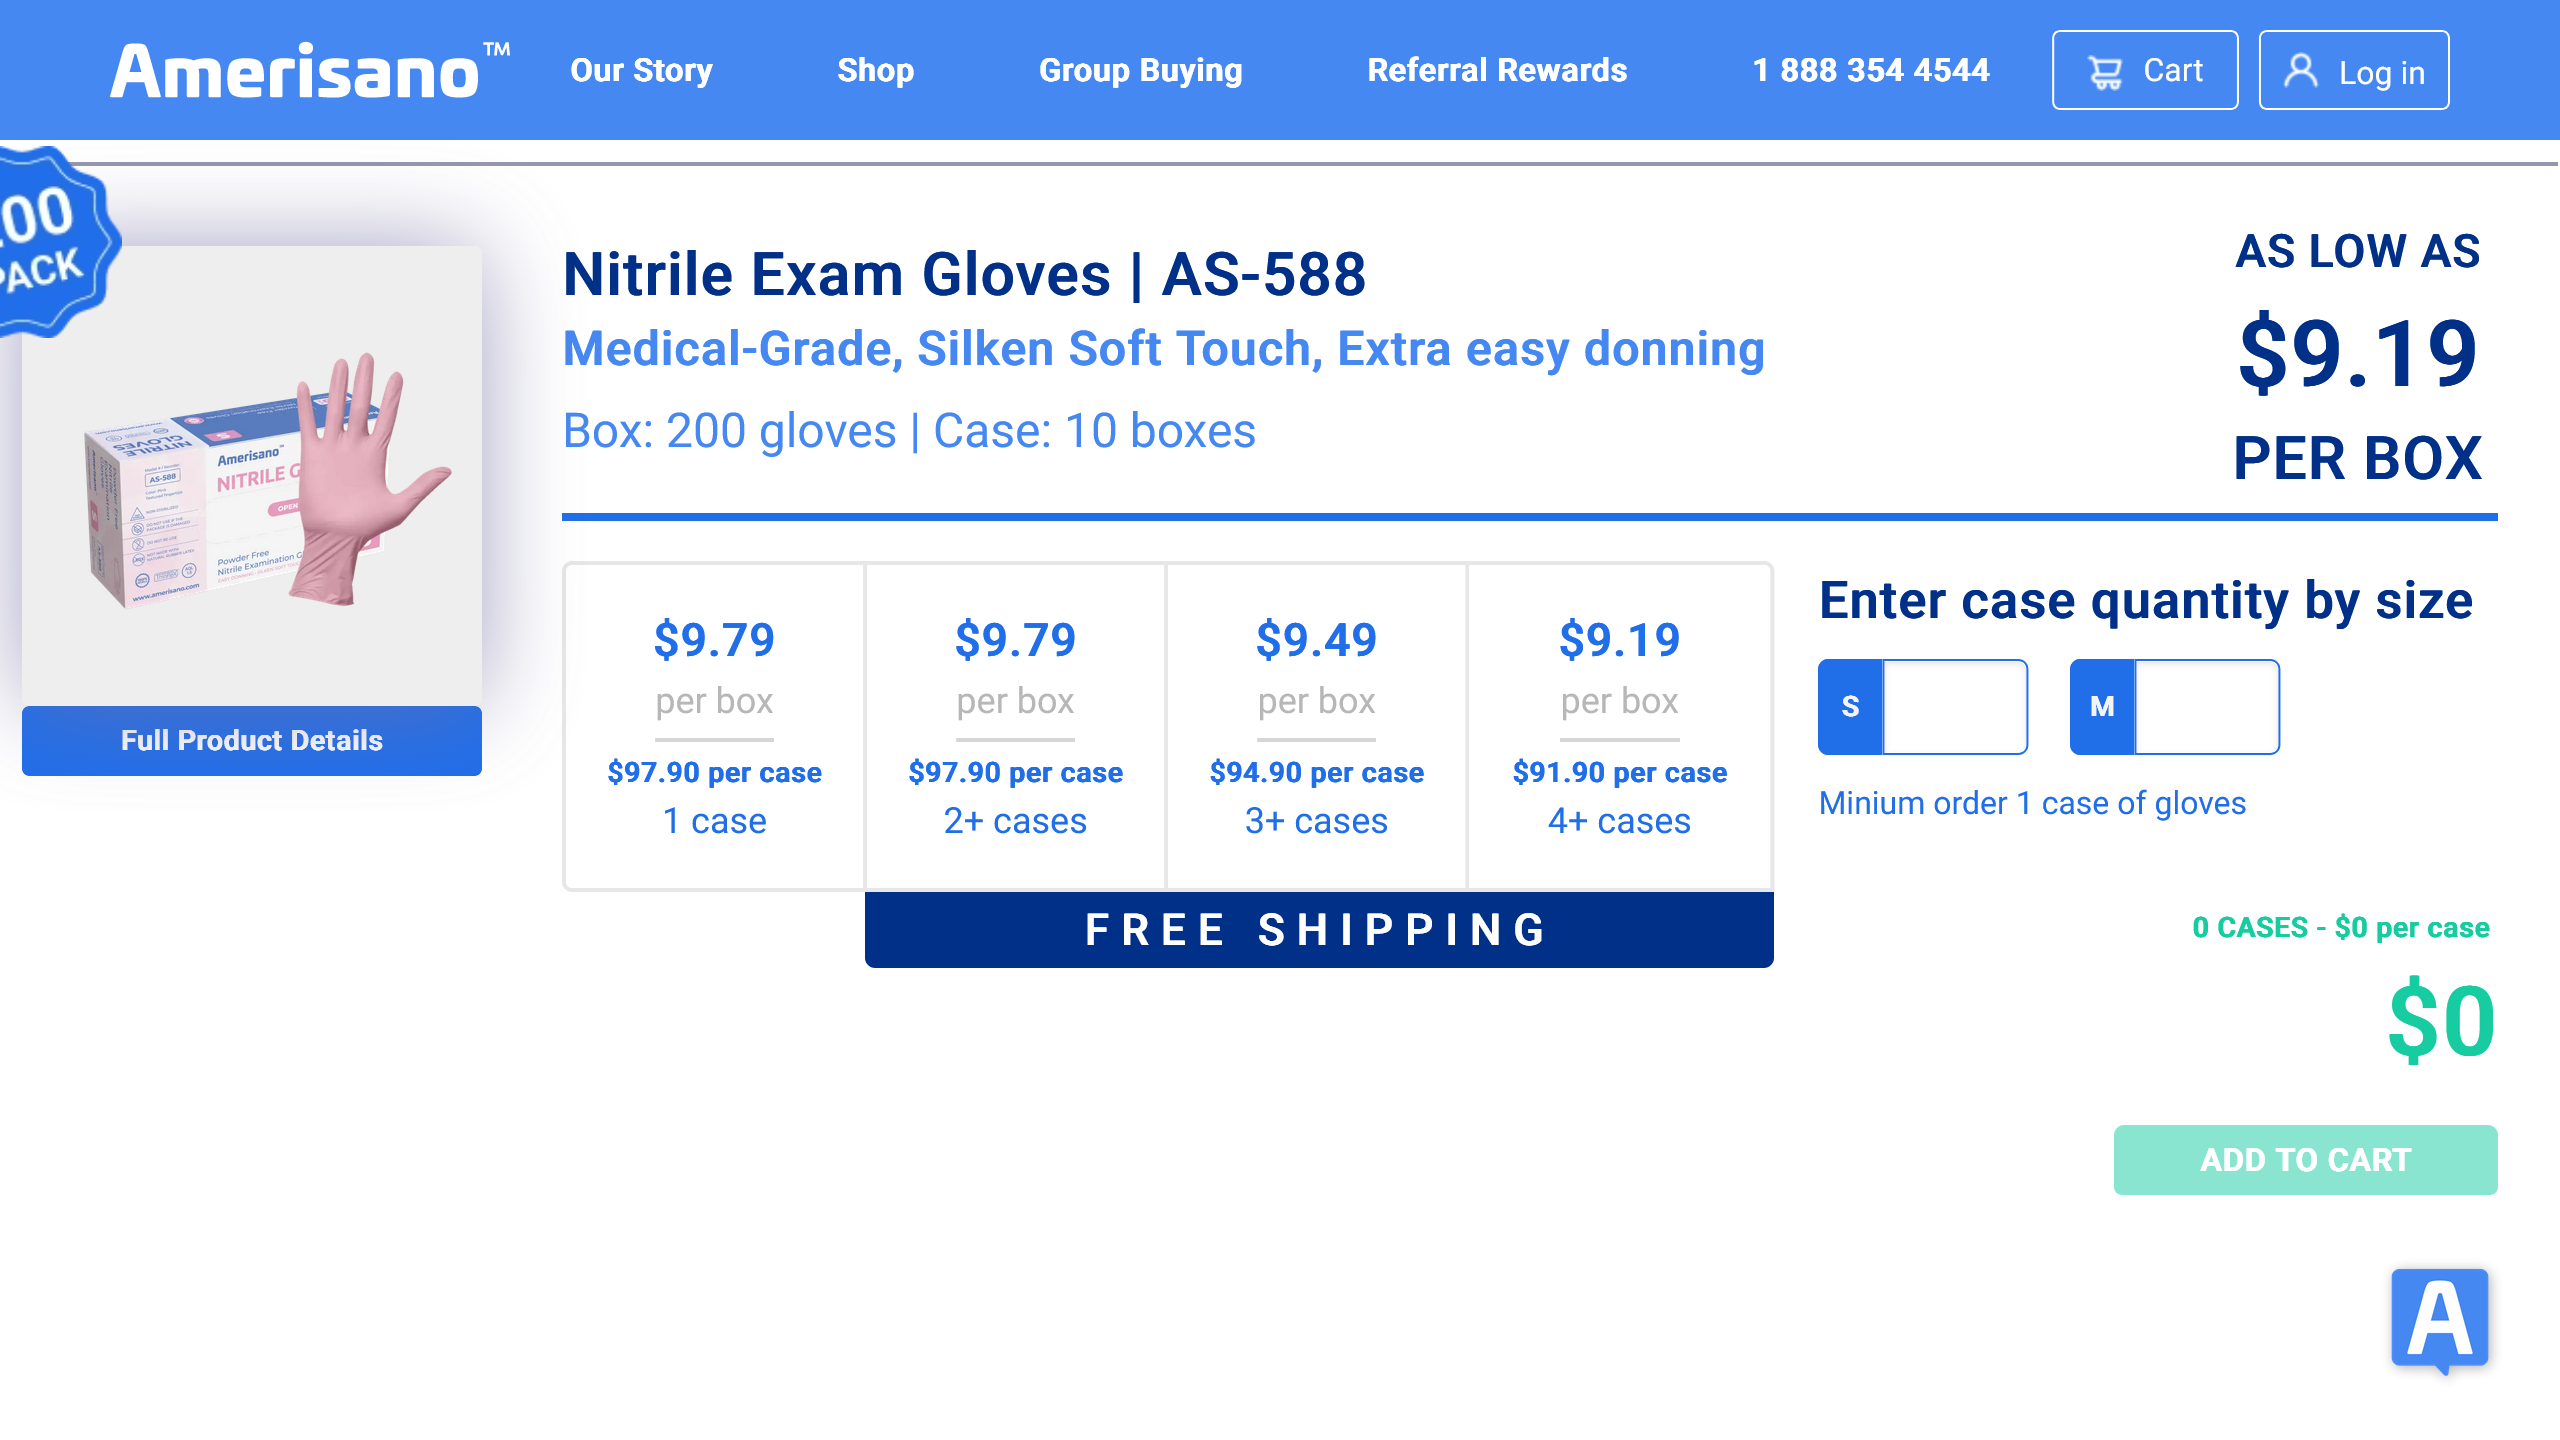 Amerisano™
Our Story
Shop
Group Buying
Referral Rewards
1 888 354 4544
Cart
Log in
00
PACK
Amerisano™
AS-588
NITRILE G
OPEN
Powder Free
Nitrile Examination G
www.amerisano.com
Full Product Details
Nitrile Exam Gloves | AS-588
Medical-Grade, Silken Soft Touch, Extra easy donning
Box: 200 gloves | Case: 10 boxes
AS LOW AS
$9.19
PER BOX
$9.79
per box
$97.90 per case
1 case
$9.79
per box
$97.90 per case
2+ cases
$9.49
per box
$94.90 per case
3+ cases
$9.19
per box
$91.90 per case
4+ cases
FREE SHIPPING
Enter case quantity by size
S
M
Minium order 1 case of gloves
0 CASES - $0 per case
$0
ADD TO CART
A